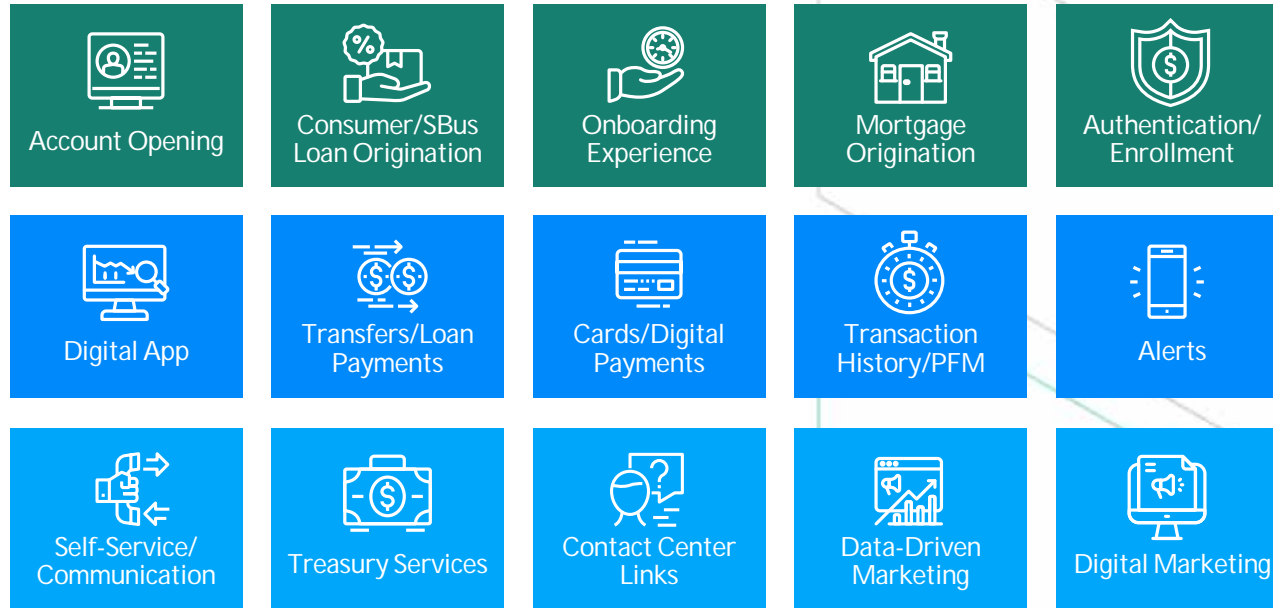 Account Opening
Consumer/SBus
Loan Origination
Onboarding
Experience
Mortgage
Origination
Authentication/
Enrollment
Digital App
Transfers/Loan
Payments
Cards/Digital
Payments
Transaction
History/PFM
Alerts
Self-Service/
Communication
Treasury Services
Contact Center
Links
Data-Driven
Marketing
Digital Marketing